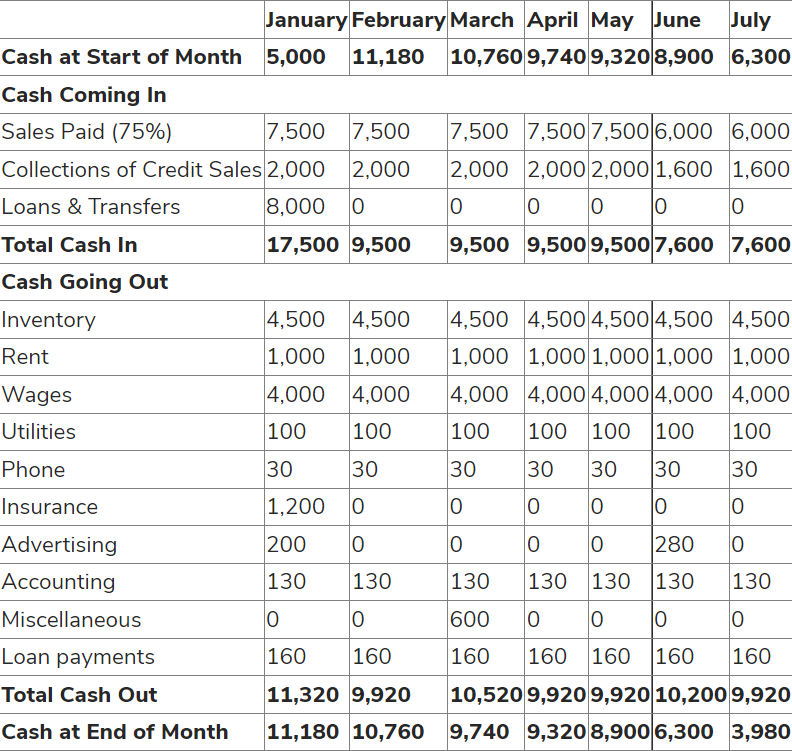 January February March April May June July
Cash at Start of Month 5,000 11,180 10,760 9,740 9,320 8,900 6,300
Cash Coming In
Sales Paid (75%) 7,500 7,500 7,500 7,500 7,500 6,000 6,000
Collections of Credit Sales 2,000 2,000 2,000 2,000 2,000 1,600 1,600
Loans & Transfers 8,000 0 0 0 0 0 0
Total Cash In 17,500 9,500 9,500 9,500 9,500 7,600 7,600
Cash Going Out
Inventory 4,500 4,500 4,500 4,500 4,500 4,500 4,500
Rent 1,000 1,000 1,000 1,000 1,000 1,000 1,000
Wages 4,000 4,000 4,000 4,000 4,000 4,000 4,000
Utilities 100 100 100 100 100 100 100
Phone 30 30 30 30 30 30 30
Insurance 1,200 0 0 0 0 0 0
Advertising 200 0 0 0 0 280 0
Accounting 130 130 130 130 130 130 130
Miscellaneous 0 0 600 0 0 0 0
Loan payments 160 160 160 160 160 160 160
Total Cash Out 11,320 9,920 10,520 9,920 9,920 10,200 9,920
Cash at End of Month 11,180 10,760 9,740 9,320 8,900 6,300 3,980